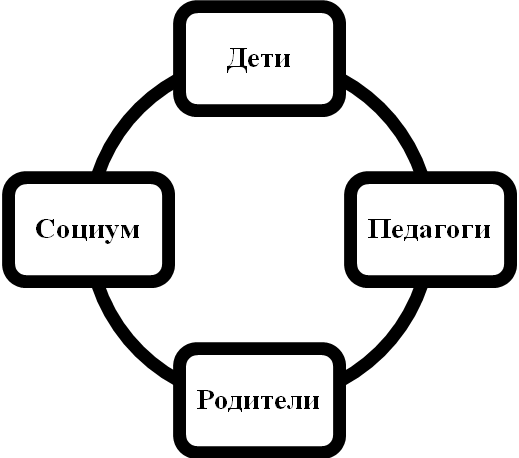 Дети
Социум
Педагоги
Родители